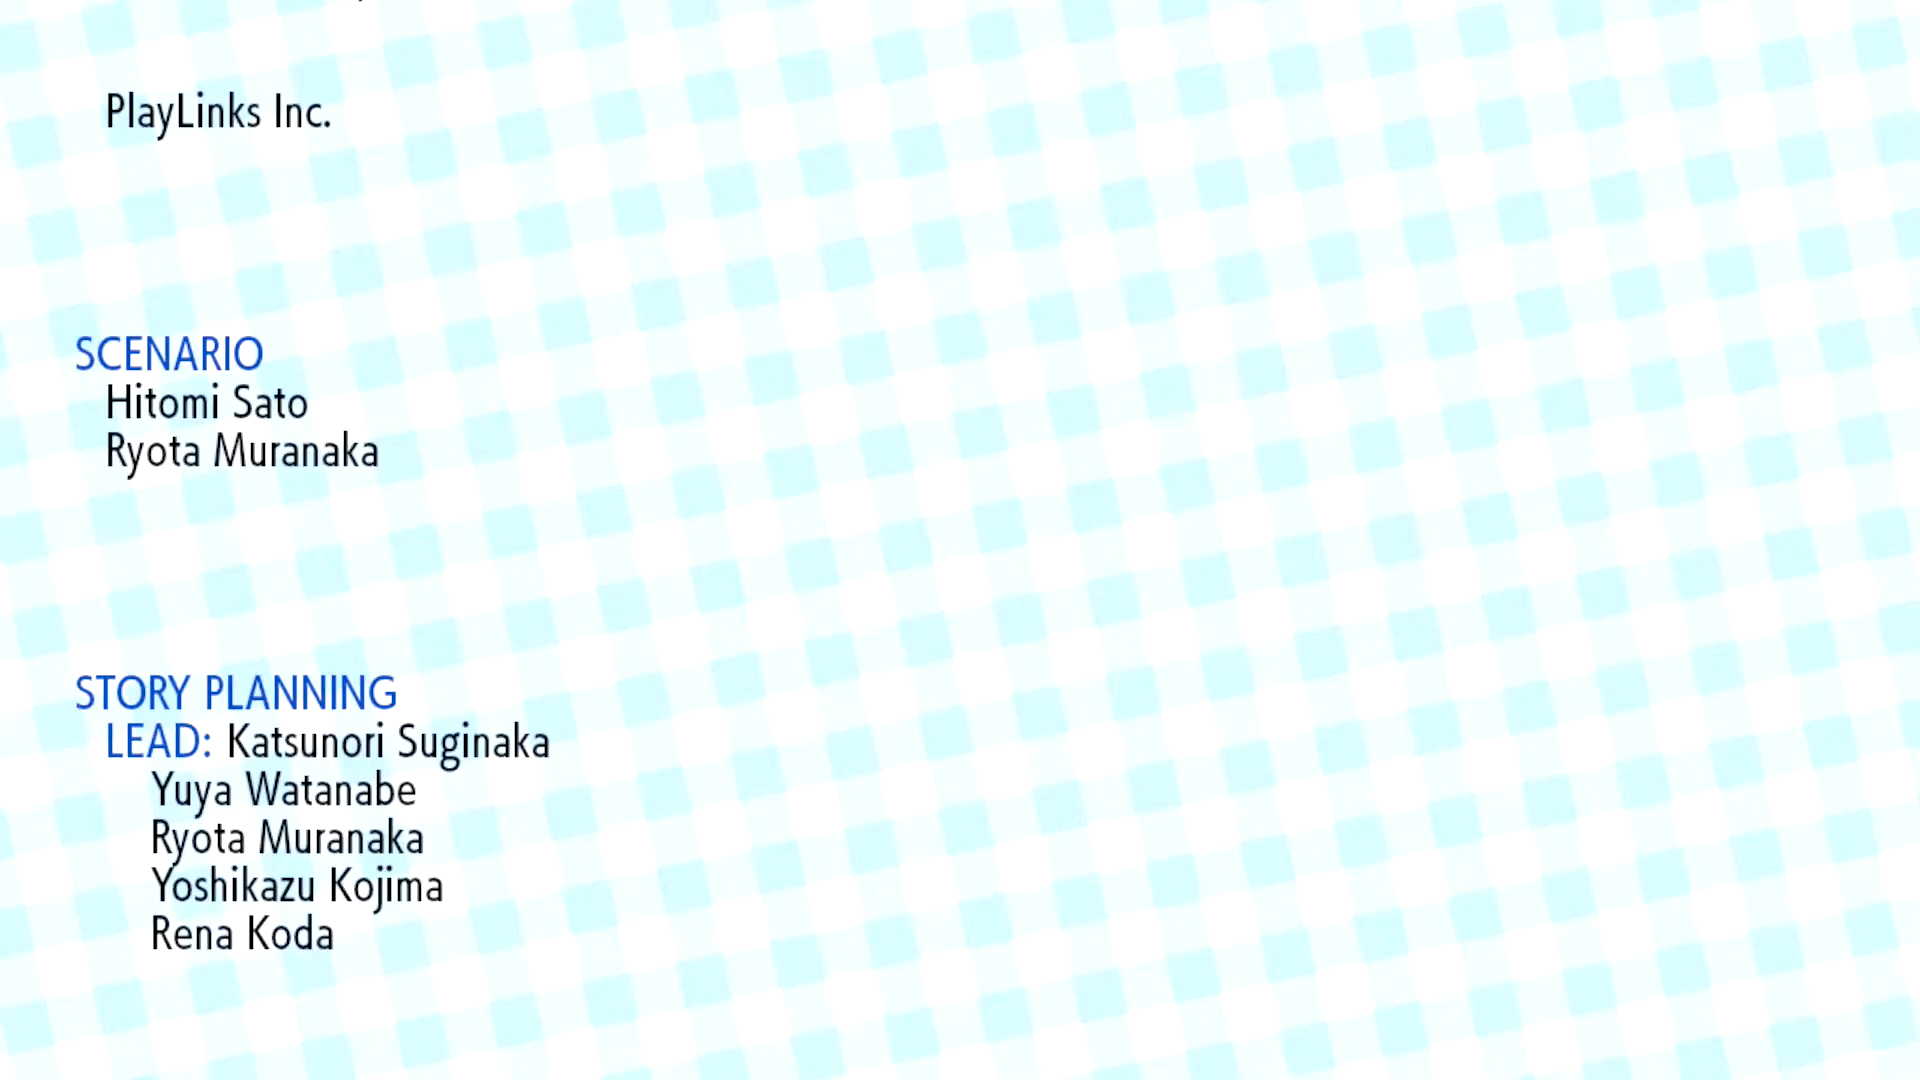 PlayLinks Inc.
SCENARIO
Hitomi Sato
Ryota Muranaka
STORY PLANNING
LEAD: Katsunori Suginaka
Yuya Watanabe
Ryota Muranaka
Yoshikazu Kojima
Rena Koda